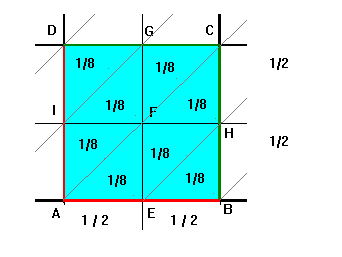 D G C
1/8 1/8 1/2
1/8 1/8
I F
H
1/8 1/8 1/2
1/8 1/8
A E B
1 / 2 1 / 2